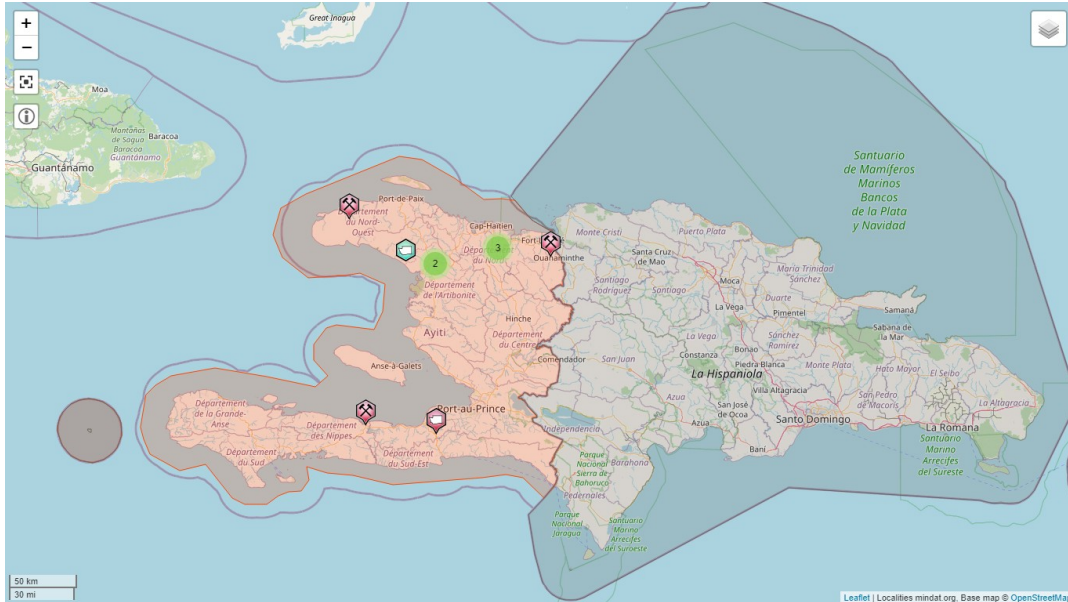 +
−
Great Inagua
Moa
Baracoa
Montañas
de Sagua
Baracoa
Guantánamo
Guantánamo
Santuario
de Mamíferos
Marinos
Bancos
de la Plata
y Navidad
Port-de-Paix
Département
du Nord-
Ouest
Cap-Haïtien
3
2
Ouanaminthe
Monte Cristi
Puerto Plata
Santa Cruz
de Mao
Santiago
Rodríguez
Santiago
Moca
María Trinidad
Sánchez
Duarte
La Vega
Pimentel
Samaná
Sabana de
la Mar
Département
de l'Artibonite
Hinche
Ayiti
Département
du Centre
La Vega
Sánchez
Ramírez
Bonao
Constanza
Piedra Blanca
Monte Plata
Hato Mayor
El Seibo
Comendador
San Juan
La Hispaniola
Villa Altagracia
San Pedro
de Macorís
La Altagracia
Anse-à-Galets
Port-au-Prince
Azua
San José
de Ocoa
Azua
Baní
Santo Domingo
La Romana
Santuario
Marino
Arrecifes
del Sureste
Département
de la Grande-
Anse
Département
des Nippes
Département
du Sud
Département
du Sud-Est
Independencia
Parque
Nacional
Sierra de
Bahoruco
Barahona
Pedernales
Parque
Nacional
Jaragua
Santuario
Marino
Arrecifes
del Suroeste
50 km
30 mi
Leaflet | Localities mindat.org, Base map © OpenStreetMap